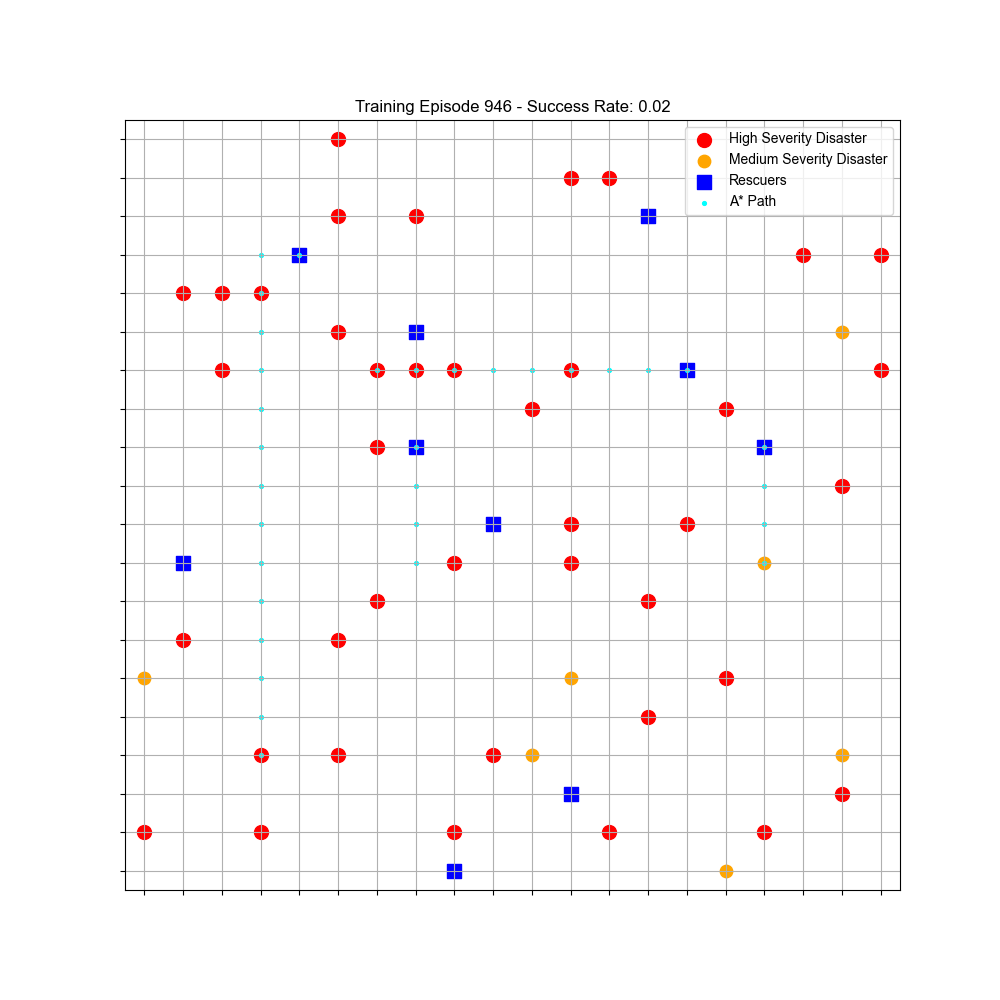 Training Episode 946 - Success Rate: 0.02
High Severity Disaster
Medium Severity Disaster
Rescuers
A* Path